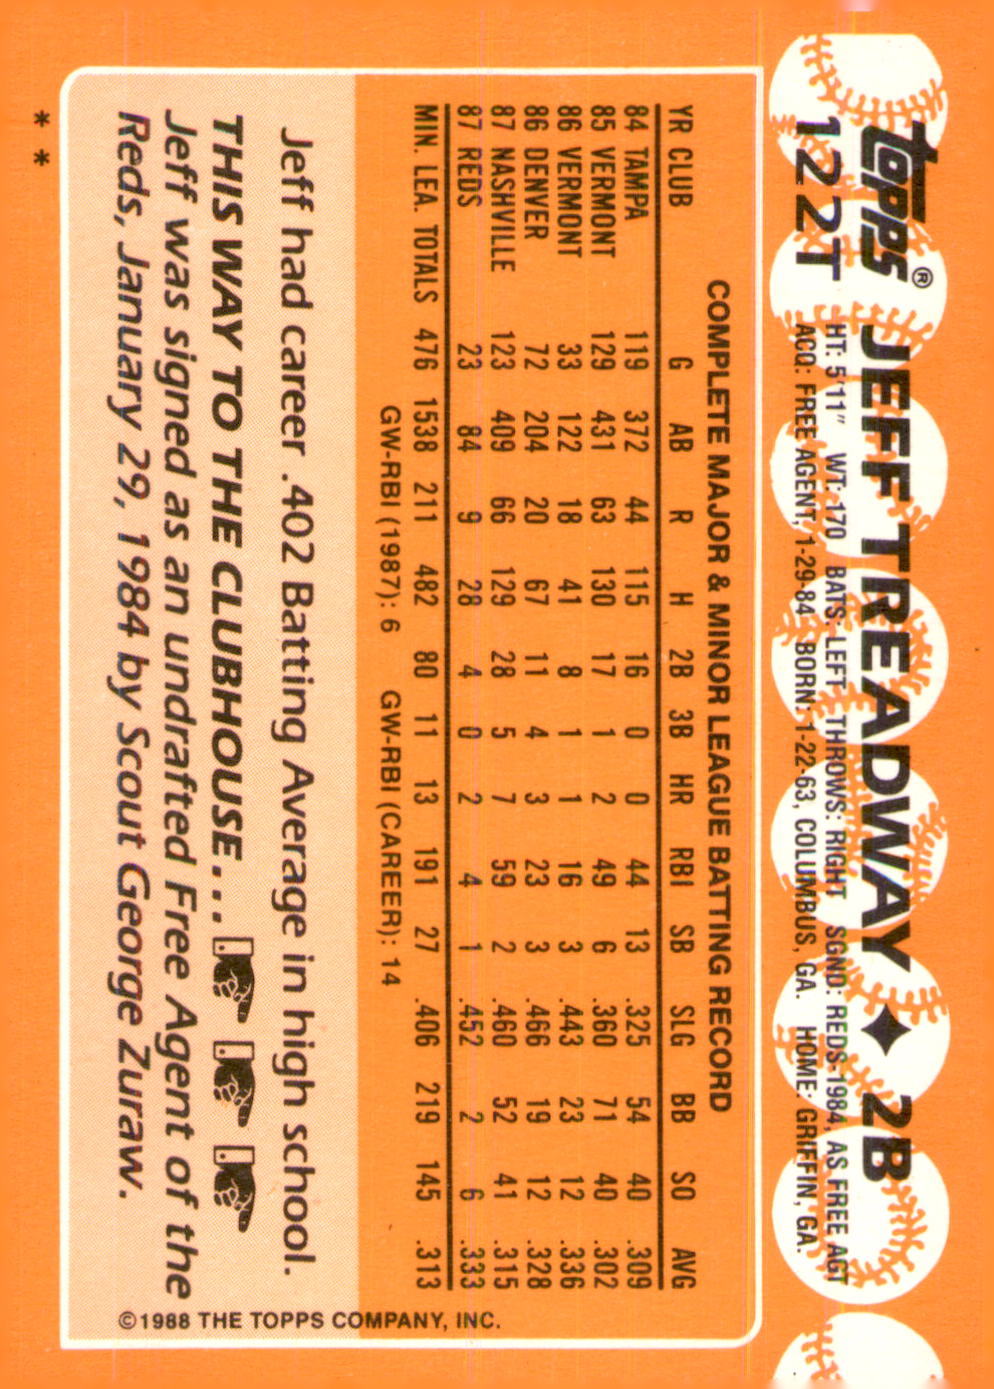 TOPPS®
122T JEFF TREADWAY ◆ 2B
HT: 5'11" WT: 170 BATS: LEFT THROWS: RIGHT SGND: REDS-1984, AS FREE AGT
ACQ: FREE AGENT, 1-29-84 BORN: 1-22-63, COLUMBUS, GA. HOME: GRIFFIN, GA.
COMPLETE MAJOR & MINOR LEAGUE BATTING RECORD
YR CLUB G AB R H 2B 3B HR RBI SB SLG BB SO AVG
84 TAMPA 119 372 44 115 16 0 0 44 13 .325 54 40 .309
85 VERMONT 129 431 63 130 17 1 2 49 6 .360 71 40 .302
86 VERMONT 33 122 18 41 8 1 1 16 3 .443 23 12 .336
86 DENVER 72 204 20 67 11 4 3 23 3 .466 19 12 .328
87 NASHVILLE 123 409 66 129 28 5 7 59 2 .460 52 41 .315
87 REDS 23 84 9 28 4 0 2 4 1 .452 2 6 .333
MIN. LEA. TOTALS 476 1538 211 482 80 11 13 191 27 .406 219 145 .313
GW-RBI (1987): 6 GW-RBI (CAREER): 14
Jeff had career .402 Batting Average in high school.
THIS WAY TO THE CLUBHOUSE...
Jeff was signed as an undrafted Free Agent of the
Reds, January 29, 1984 by Scout George Zuraw.
©1988 THE TOPPS COMPANY, INC.
* *